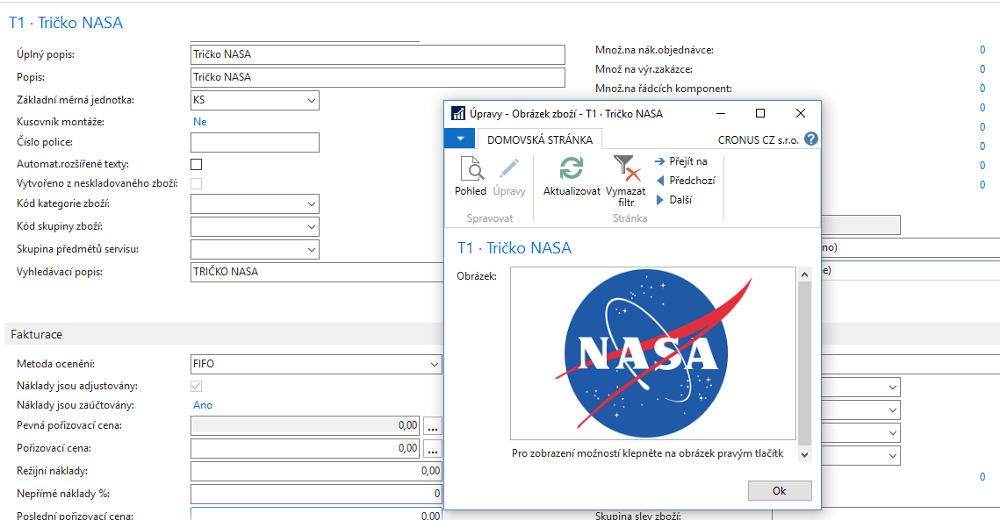 T1 · Tričko NASA
Úplný popis: Tričko NASA
Popis: Tričko NASA
Základní měrná jednotka: KS
Kusovník montáže: Ne
Číslo police:
Automat.rozšířené texty:
Vytvořeno z neskladovaného zboží:
Kód kategorie zboží:
Kód skupiny zboží:
Skupina předmětů servisu:
Vyhledávací popis: TRIČKO NASA
Množ.na nák.objednávce: 0
Množ na výr.zakázce: 0
Množ.na řádcích komponent: 0
0
0
0
0
0
no)
e)
Fakturace
Metoda ocenění: FIFO
Náklady jsou adjustovány:
Náklady jsou zaúčtovány: Ano
Pevná pořizovací cena: 0,00 ...
Pořizovací cena: 0,00 ...
Režijní náklady: 0,00
Nepřímé náklady %: 0
Poslední pořizovací cena: 0,00
0
Skupina slev zboží:
Úpravy - Obrázek zboží - T1 · Tričko NASA
DOMOVSKÁ STRÁNKA
CRONUS CZ s.r.o. ?
Pohled
Úpravy
Spravovat
Aktualizovat
Vymazat
filtr
Přejít na
Předchozí
Další
Stránka
T1 · Tričko NASA
Obrázek:
NASA
Pro zobrazení možností klepněte na obrázek pravým tlačítk
Ok